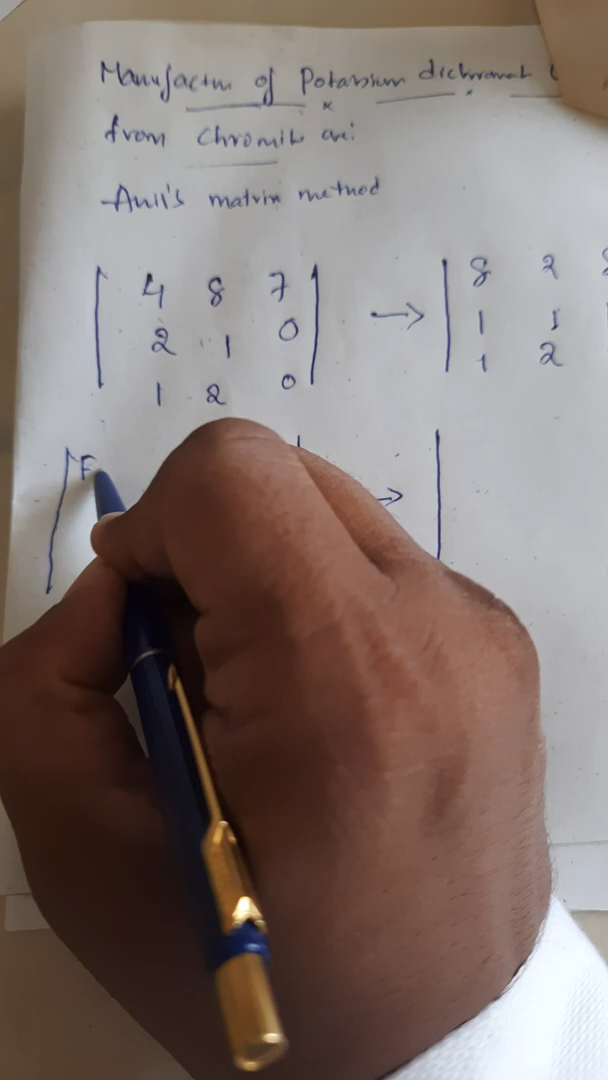 Manufactur of Potassium dichromat
from Chromite ore:
Anil's matrix method
4 8 7 → 8 2
2 1 0 1 1
1 2 0 1 2
F →